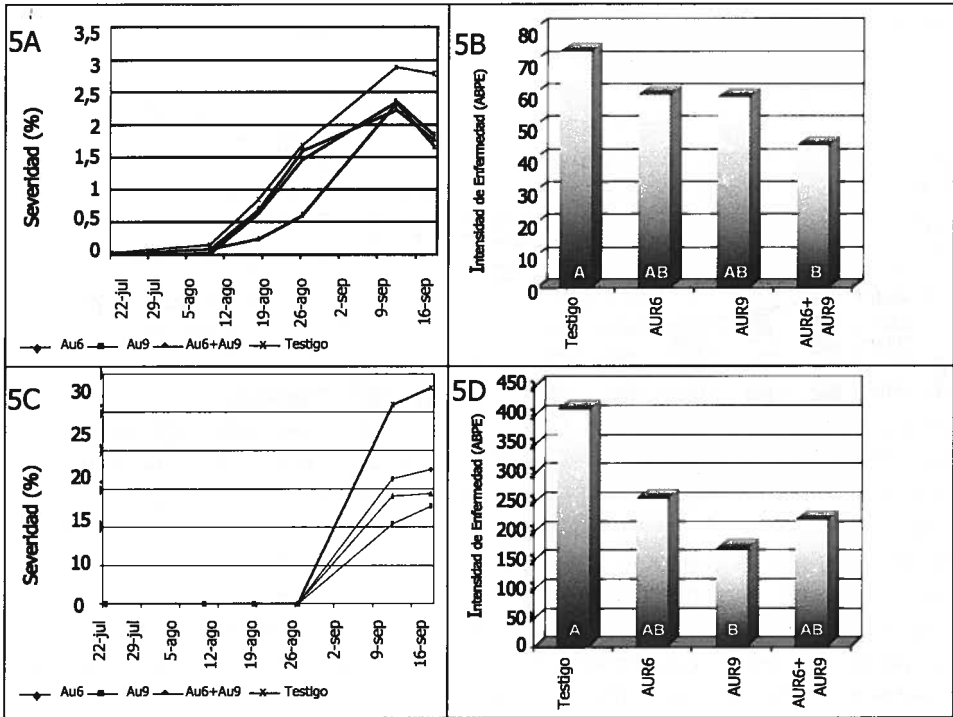 5A
Severidad (%)
3,5
3
2,5
2
1,5
1
0,5
0
22-jul
29-jul
5-ago
12-ago
19-ago
26-ago
2-sep
9-sep
16-sep
Au6 Au9 Au6+Au9 Testigo
5B
Intensidad de Enfermedad (ABPE)
80
70
60
50
40
30
20
10
0
A AB AB B
Testigo
AUR6
AUR9
AUR6+
AUR9
5C
Severidad (%)
30
25
20
15
10
5
0
22-jul
29-jul
5-ago
12-ago
19-ago
26-ago
2-sep
9-sep
16-sep
Au6 Au9 Au6+Au9 Testigo
5D
Intensidad de Enfermedad (ABPE)
450
400
350
300
250
200
150
100
50
0
A AB B AB
Testigo
AUR6
AUR9
AUR6+
AUR9